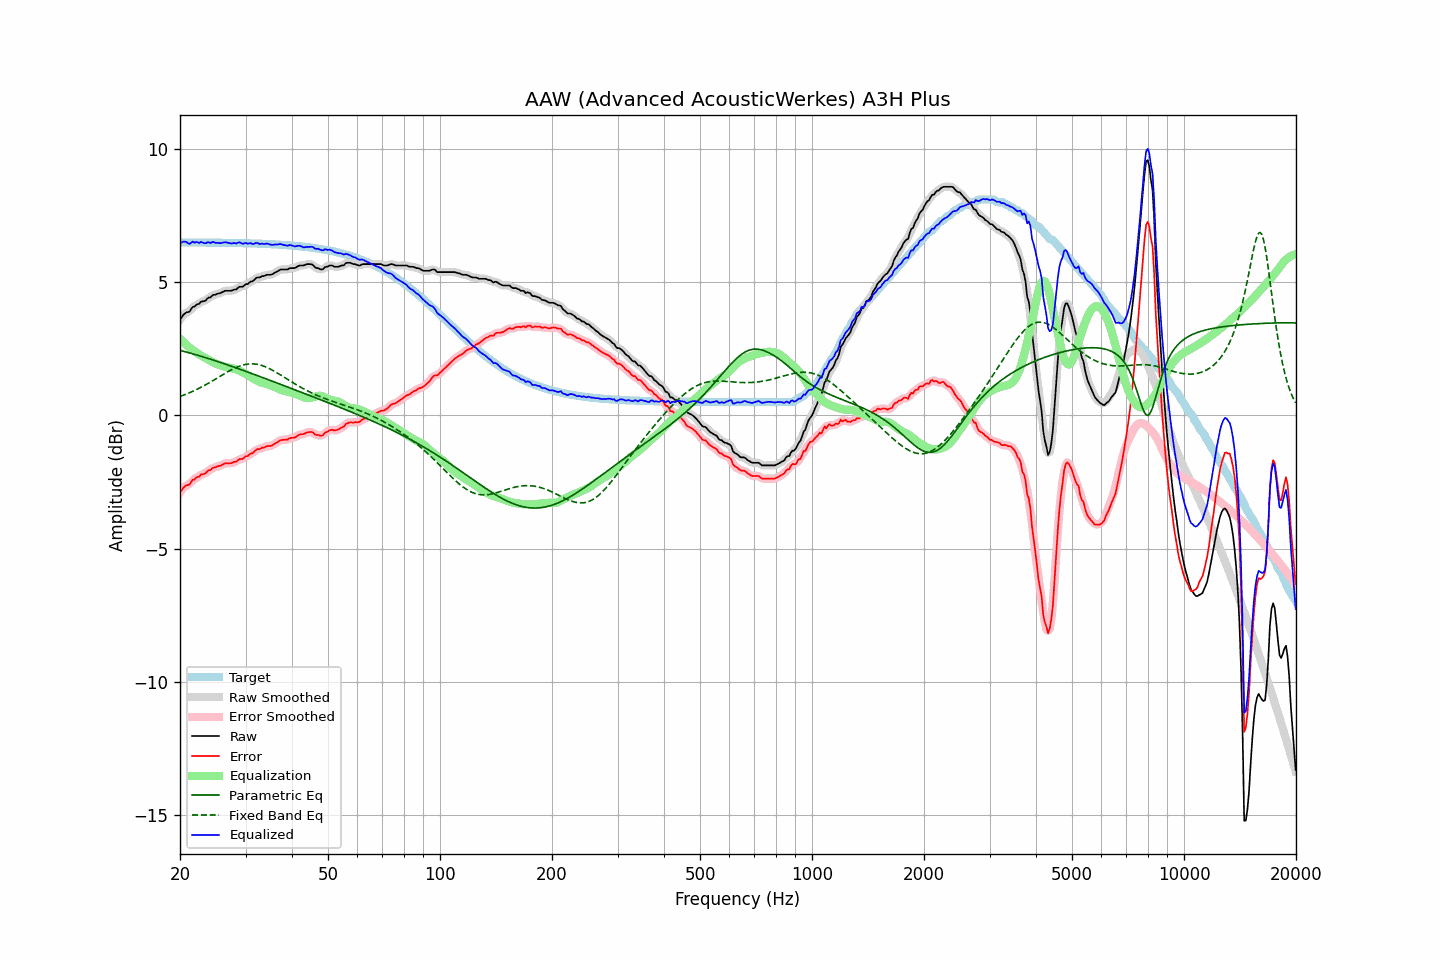 AAW (Advanced AcousticWerkes) A3H Plus
Amplitude (dBr)
10
5
0
−5
−10
−15
Target
Raw Smoothed
Error Smoothed
Raw
Error
Equalization
Parametric Eq
Fixed Band Eq
Equalized
20 50 100 200 500 1000 2000 5000 10000 20000
Frequency (Hz)